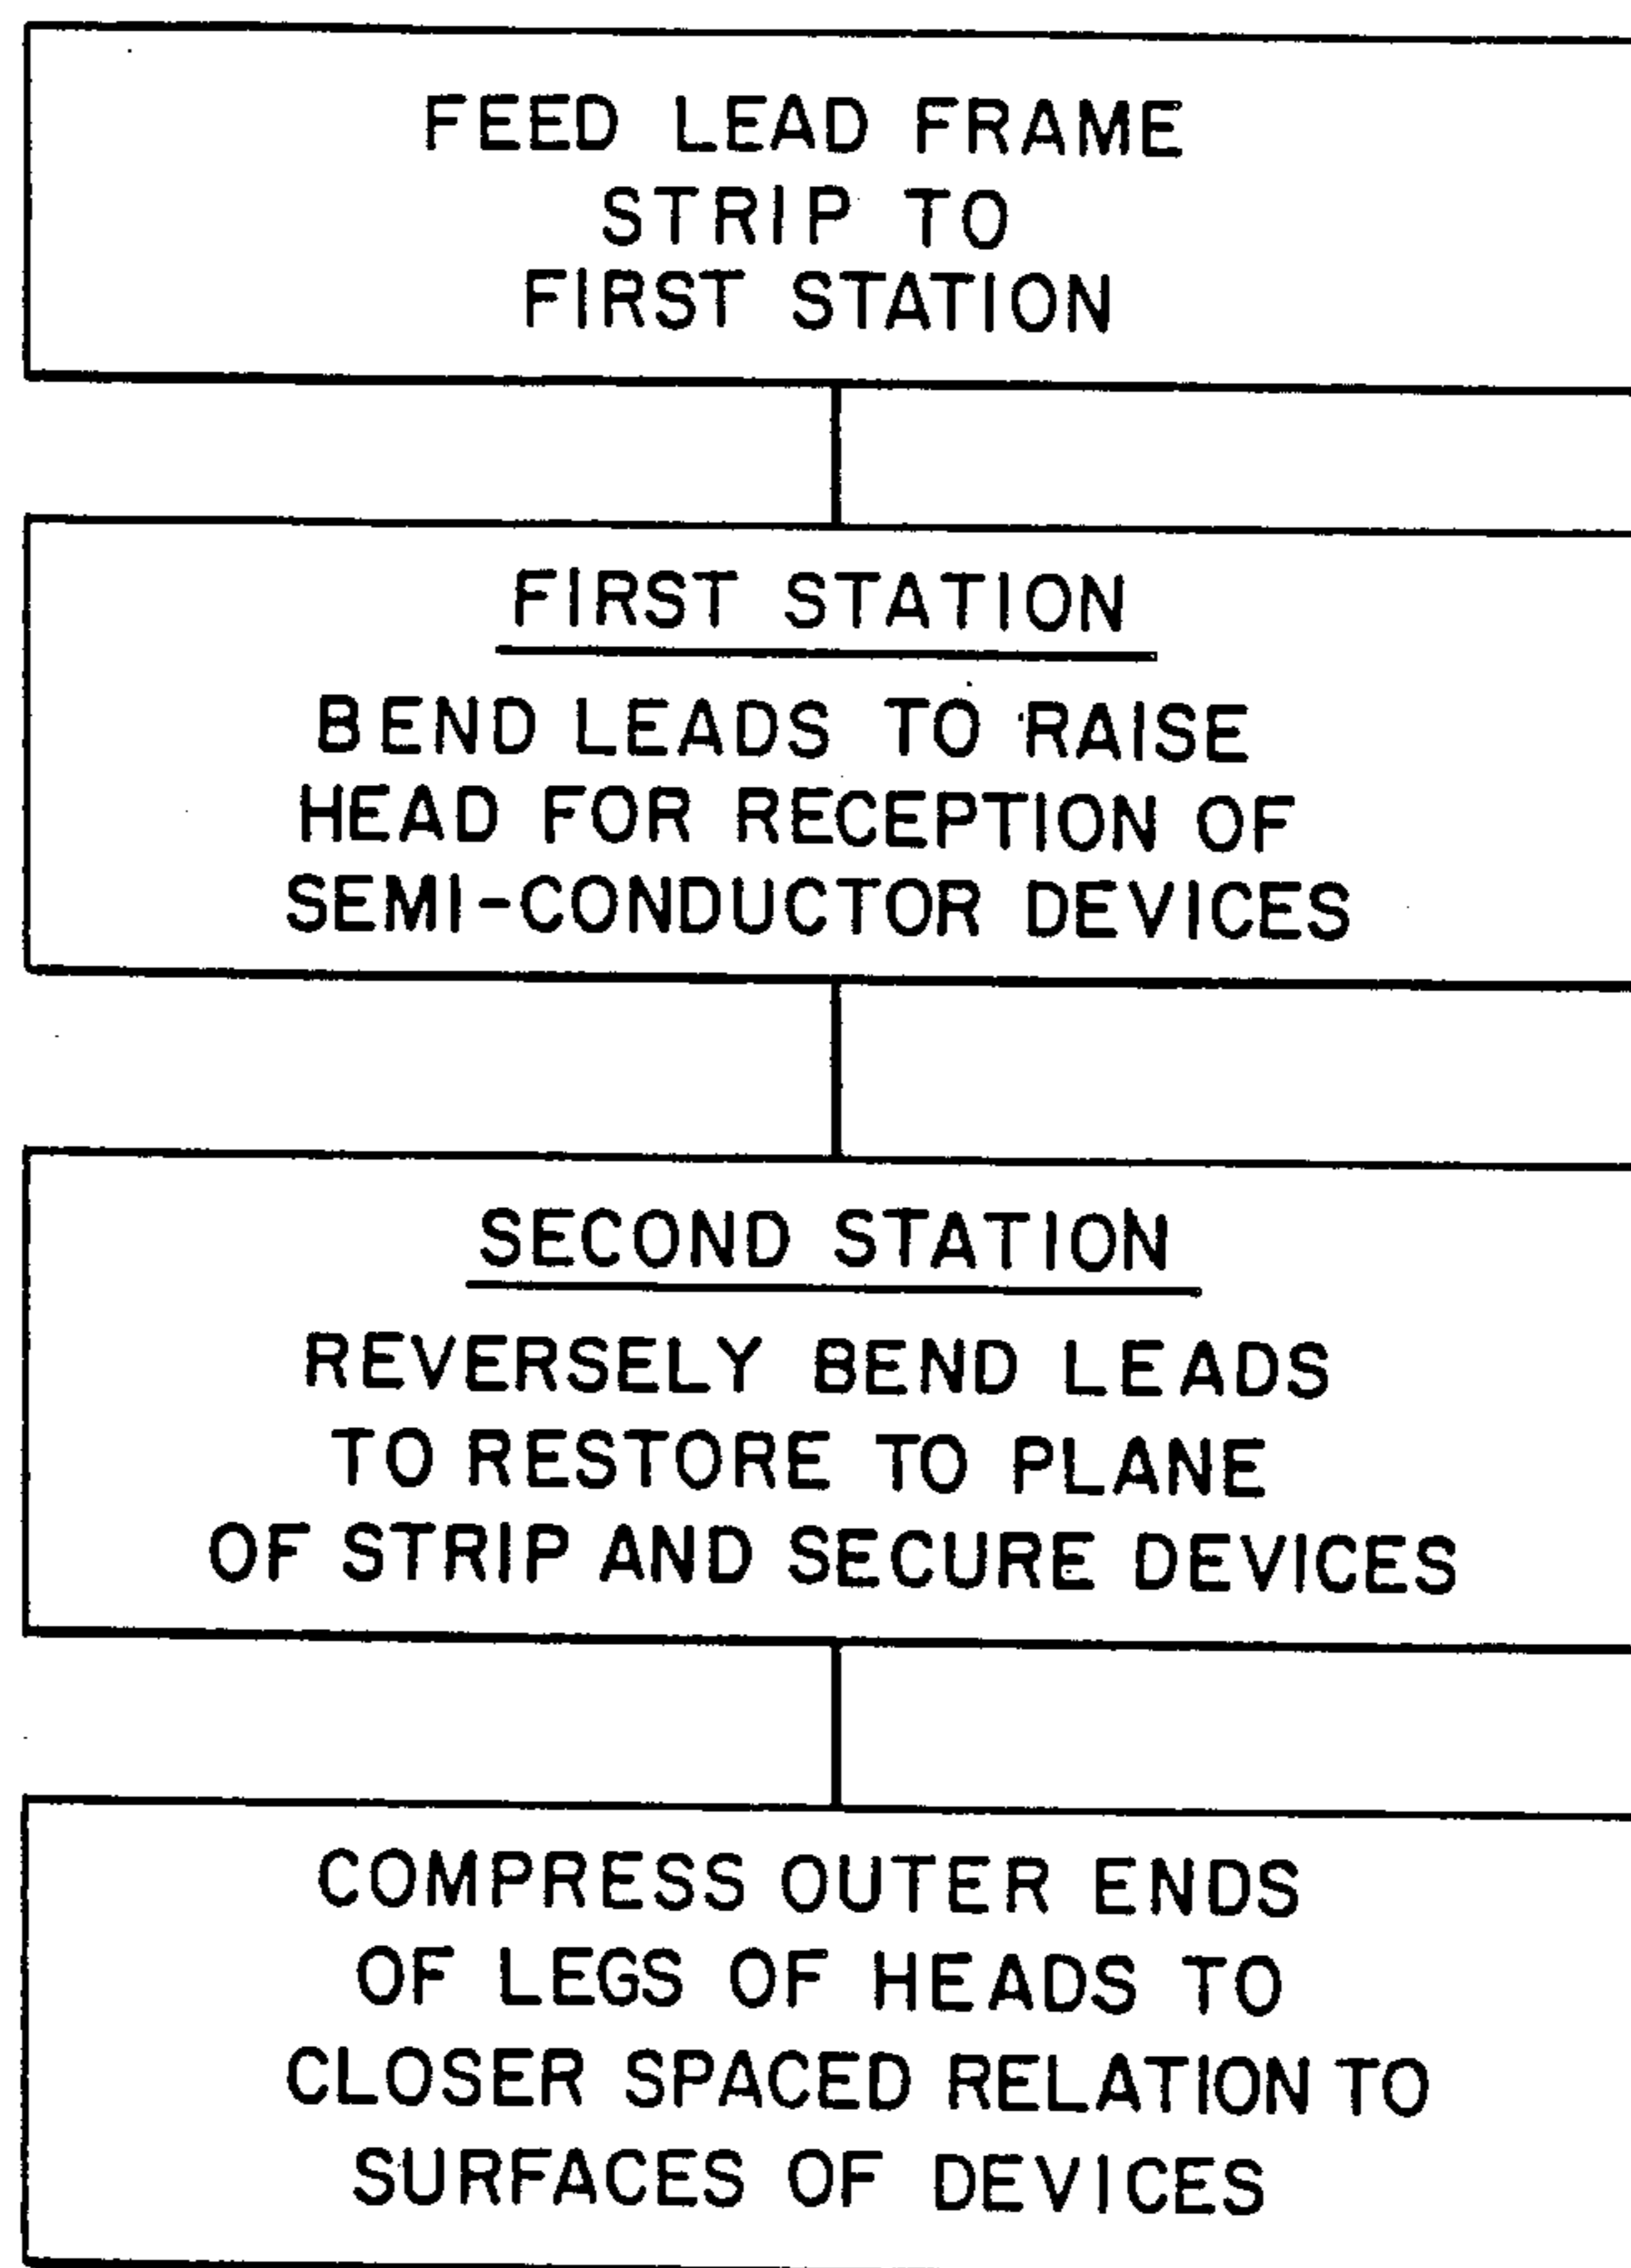 FEED LEAD FRAME
STRIP TO
FIRST STATION
FIRST STATION
BEND LEADS TO RAISE
HEAD FOR RECEPTION OF
SEMI-CONDUCTOR DEVICES
SECOND STATION
REVERSELY BEND LEADS
TO RESTORE TO PLANE
OF STRIP AND SECURE DEVICES
COMPRESS OUTER ENDS
OF LEGS OF HEADS TO
CLOSER SPACED RELATION TO
SURFACES OF DEVICES